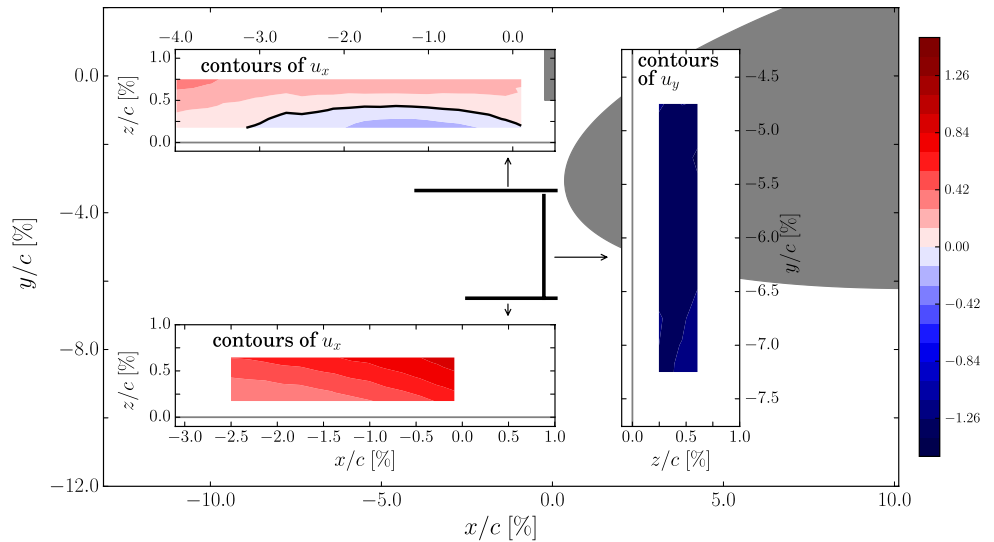 −4.0 −3.0 −2.0 −1.0 0.0
contours of u_x
1.0
0.5
0.0
z/c [%]
contours
of u_y
−4.5
−5.0
−5.5
−6.0
−6.5
−7.0
−7.5
y/c [%]
0.0 0.5 1.0
z/c [%]
contours of u_x
1.0
0.5
0.0
z/c [%]
−3.0 −2.5 −2.0 −1.5 −1.0 −0.5 0.0 0.5 1.0
x/c [%]
0.0
−4.0
−8.0
−12.0
y/c [%]
−10.0 −5.0 0.0 5.0 10.0
x/c [%]
1.26
0.84
0.42
0.00
−0.42
−0.84
−1.26